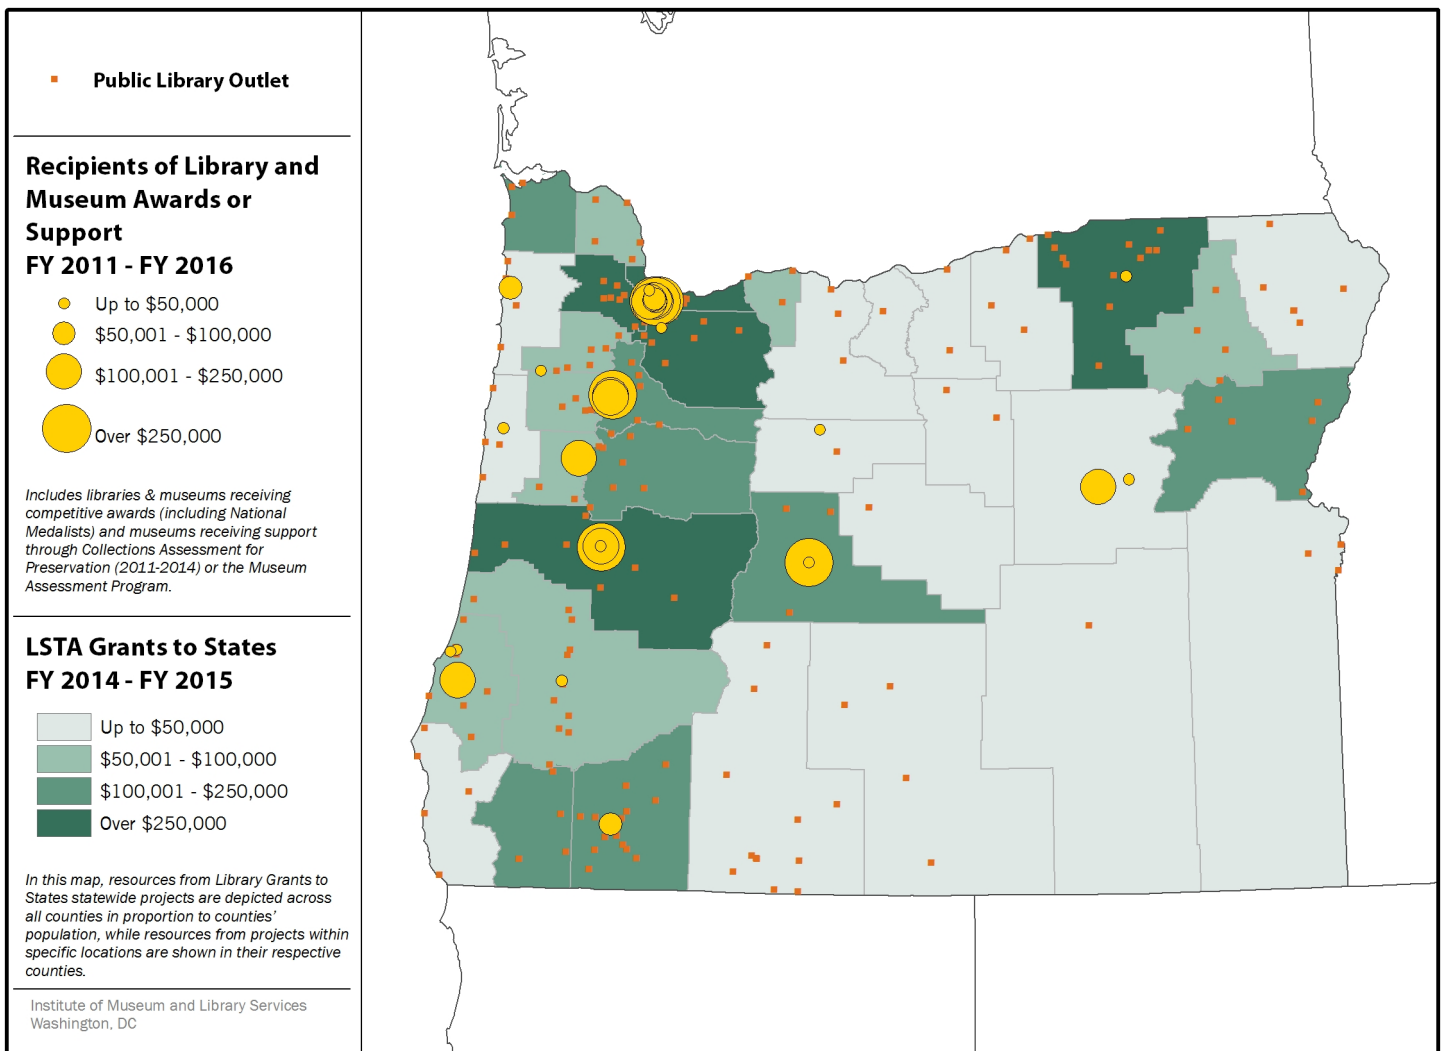 Public Library Outlet
Recipients of Library and
Museum Awards or
Support
FY 2011 - FY 2016
Up to $50,000
$50,001 - $100,000
$100,001 - $250,000
Over $250,000
Includes libraries & museums receiving
competitive awards (including National
Medalists) and museums receiving support
through Collections Assessment for
Preservation (2011-2014) or the Museum
Assessment Program.
LSTA Grants to States
FY 2014 - FY 2015
Up to $50,000
$50,001 - $100,000
$100,001 - $250,000
Over $250,000
In this map, resources from Library Grants to
States statewide projects are depicted across
all counties in proportion to counties’
population, while resources from projects within
specific locations are shown in their respective
counties.
Institute of Museum and Library Services
Washington, DC